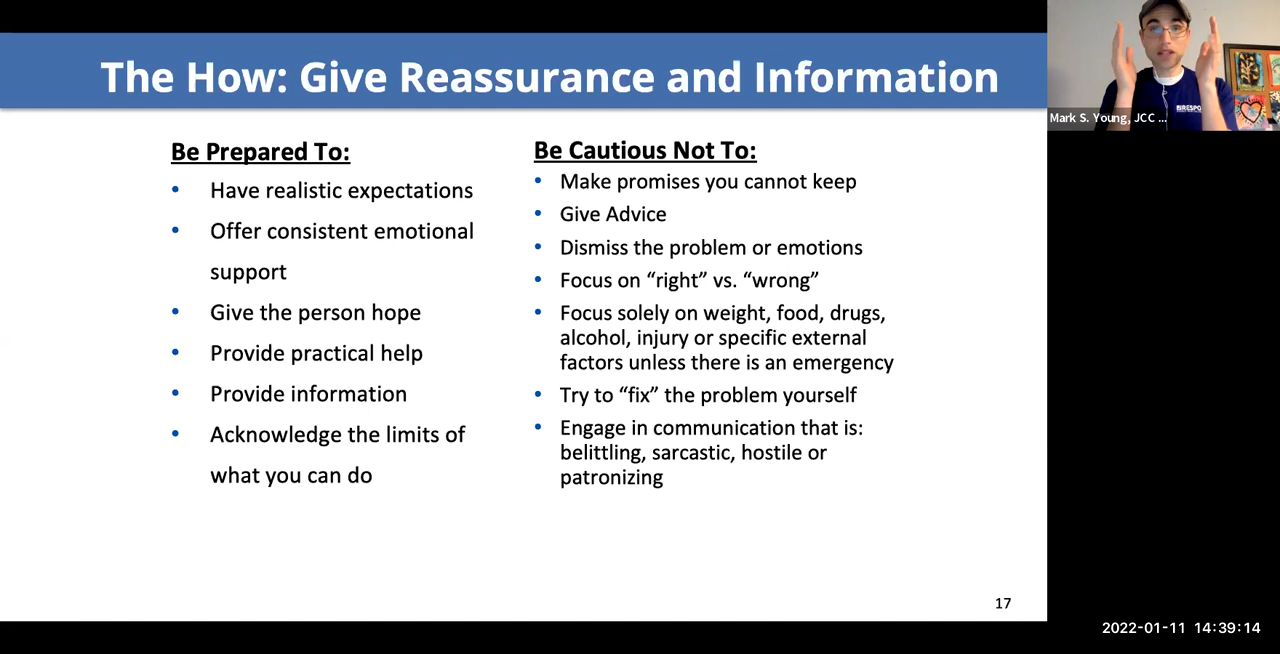 The How: Give Reassurance and Information
Be Prepared To:
• Have realistic expectations
• Offer consistent emotional
support
• Give the person hope
• Provide practical help
• Provide information
• Acknowledge the limits of
what you can do
Be Cautious Not To:
• Make promises you cannot keep
• Give Advice
• Dismiss the problem or emotions
• Focus on “right” vs. “wrong”
• Focus solely on weight, food, drugs,
alcohol, injury or specific external
factors unless there is an emergency
• Try to “fix” the problem yourself
• Engage in communication that is:
belittling, sarcastic, hostile or
patronizing
17
Mark S. Young, JCC ...
2022-01-11 14:39:14